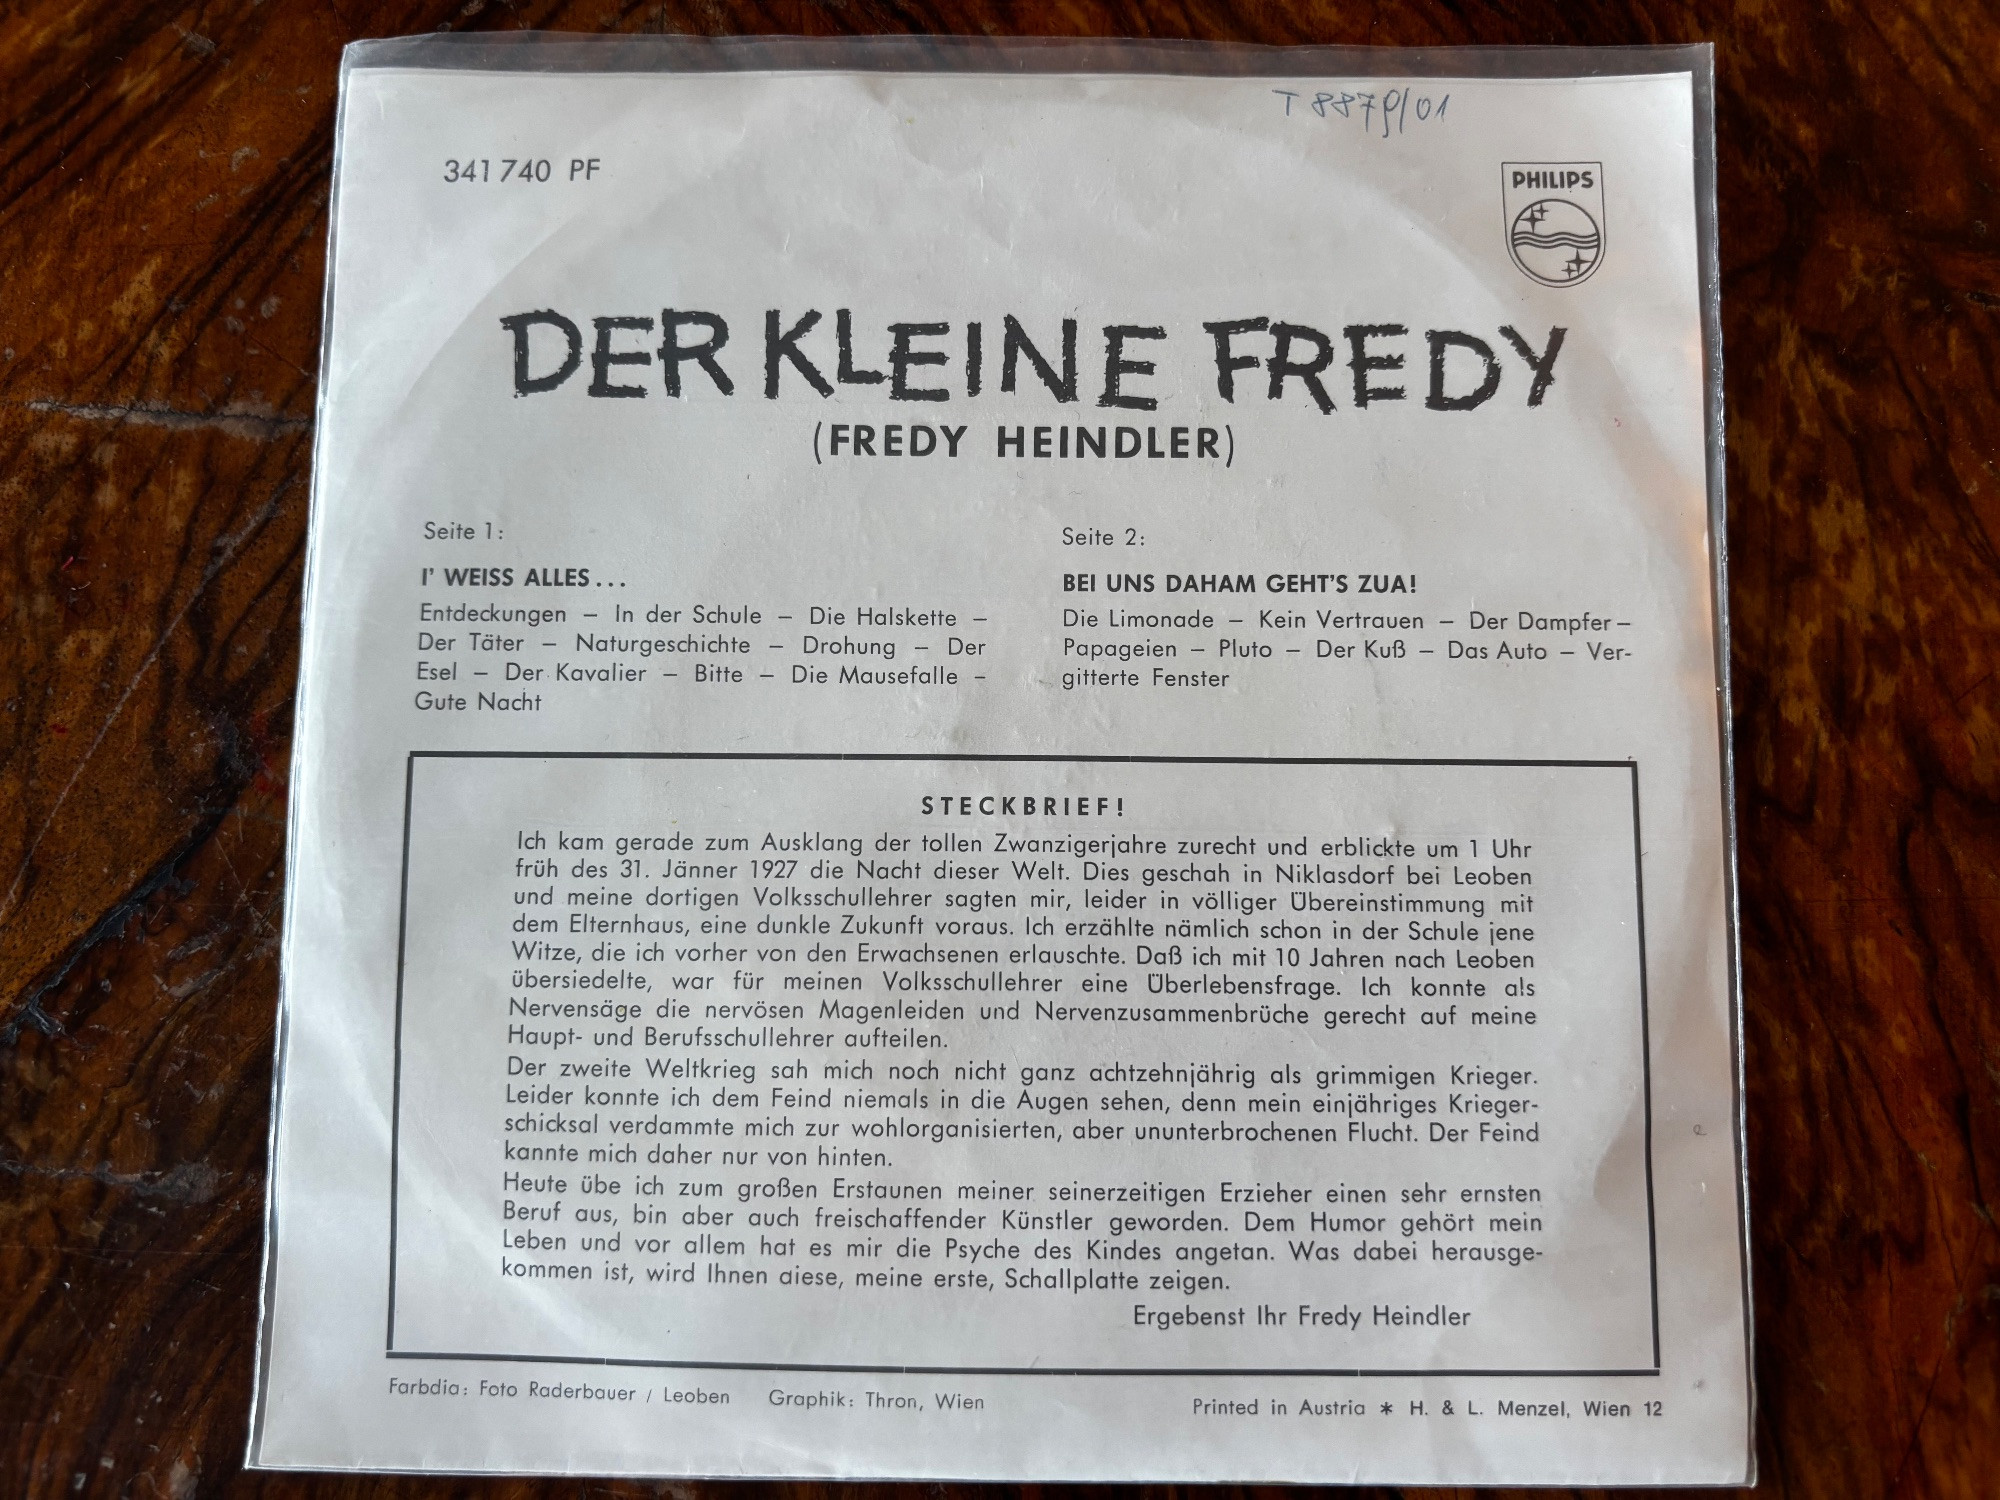 T 8879/01
341 740 PF
PHILIPS
DER KLEINE FREDY
(FREDY HEINDLER)
Seite 1:
I' WEISS ALLES...
Entdeckungen – In der Schule – Die Halskette –
Der Täter – Naturgeschichte – Drohung – Der
Esel – Der Kavalier – Bitte – Die Mausefalle –
Gute Nacht
Seite 2:
BEI UNS DAHAM GEHT'S ZUA!
Die Limonade – Kein Vertrauen – Der Dampfer –
Papageien – Pluto – Der Kuß – Das Auto – Ver-
gitterte Fenster
STECKBRIEF!
Ich kam gerade zum Ausklang der tollen Zwanzigerjahre zurecht und erblickte um 1 Uhr
früh des 31. Jänner 1927 die Nacht dieser Welt. Dies geschah in Niklasdorf bei Leoben
und meine dortigen Volksschullehrer sagten mir, leider in völliger Übereinstimmung mit
dem Elternhaus, eine dunkle Zukunft voraus. Ich erzählte nämlich schon in der Schule jene
Witze, die ich vorher von den Erwachsenen erlauschte. Daß ich mit 10 Jahren nach Leoben
übersiedelte, war für meinen Volksschullehrer eine Überlebensfrage. Ich konnte als
Nervensäge die nervösen Magenleiden und Nervenzusammenbrüche gerecht auf meine
Haupt- und Berufsschullehrer aufteilen.
Der zweite Weltkrieg sah mich noch nicht ganz achtzehnjährig als grimmigen Krieger.
Leider konnte ich dem Feind niemals in die Augen sehen, denn mein einjähriges Krieger-
schicksal verdammte mich zur wohlorganisierten, aber ununterbrochenen Flucht. Der Feind
kannte mich daher nur von hinten.
Heute übe ich zum großen Erstaunen meiner seinerzeitigen Erzieher einen sehr ernsten
Beruf aus, bin aber auch freischaffender Künstler geworden. Dem Humor gehört mein
Leben und vor allem hat es mir die Psyche des Kindes angetan. Was dabei herausge-
kommen ist, wird Ihnen diese, meine erste, Schallplatte zeigen.
Ergebenst Ihr Fredy Heindler
Farbdia: Foto Raderbauer / Leoben Graphik: Thron, Wien
Printed in Austria * H. & L. Menzel, Wien 12